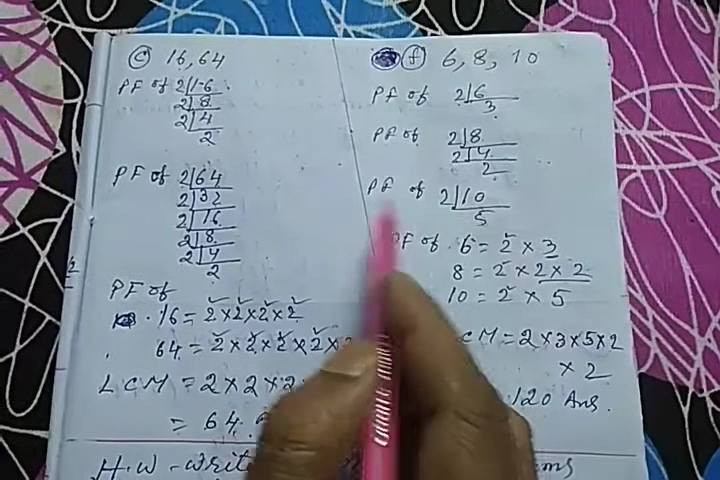 C 16,64
PF of 2 16
2 8
2 4
2
PF of 2 64
2 32
2 16
2 8
2 4
2
PF of
16 = 2×2×2×2
64 = 2×2×2×2×2
LCM = 2×2×2
= 64
H.W - write
f 6, 8, 10
PF of 2 6
3
PF of 2 8
2 4
2
PF of 2 10
5
PF of 6 = 2 × 3
8 = 2 × 2 × 2
10 = 2 × 5
CM = 2×3×5×2
× 2
120 Ans.